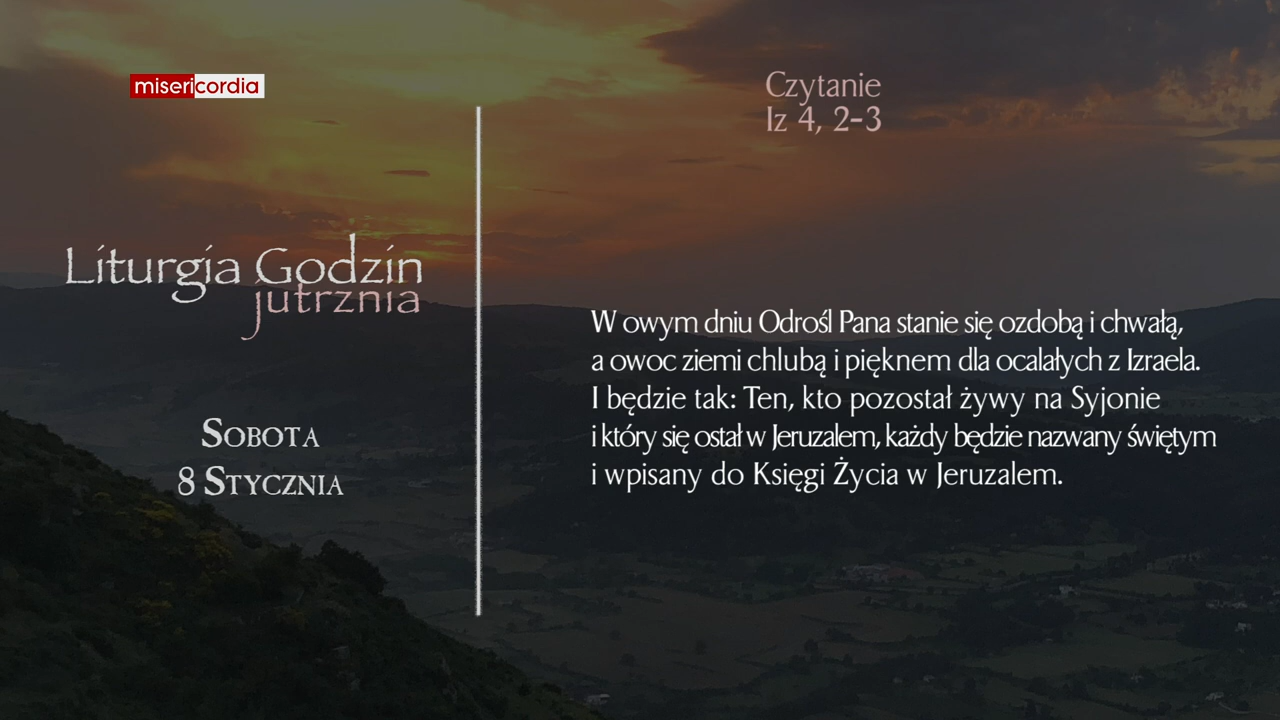 misericordia
Liturgia Godzin
jutrznia
Sobota
8 Stycznia
Czytanie
Iz 4, 2-3
W owym dniu Odrośl Pana stanie się ozdobą i chwałą,
a owoc ziemi chlubą i pięknem dla ocalałych z Izraela.
I będzie tak: Ten, kto pozostał żywy na Syjonie
i który się ostał w Jeruzalem, każdy będzie nazwany świętym
i wpisany do Księgi Życia w Jeruzalem.